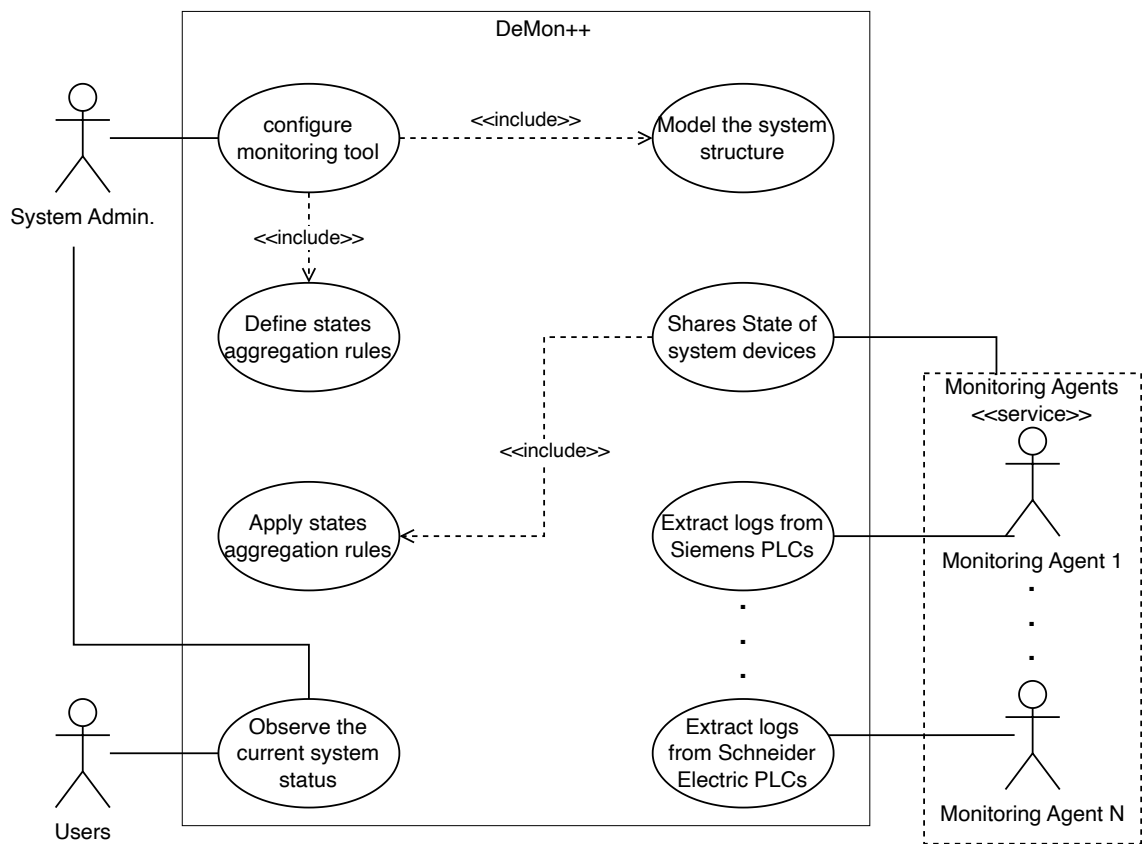 DeMon++
configure
monitoring tool
<<include>>
Model the system
structure
System Admin.
<<include>>
Define states
aggregation rules
Shares State of
system devices
Monitoring Agents
<<service>>
<<include>>
Apply states
aggregation rules
Extract logs from
Siemens PLCs
Monitoring Agent 1
Observe the
current system
status
Extract logs
from Schneider
Electric PLCs
Monitoring Agent N
Users